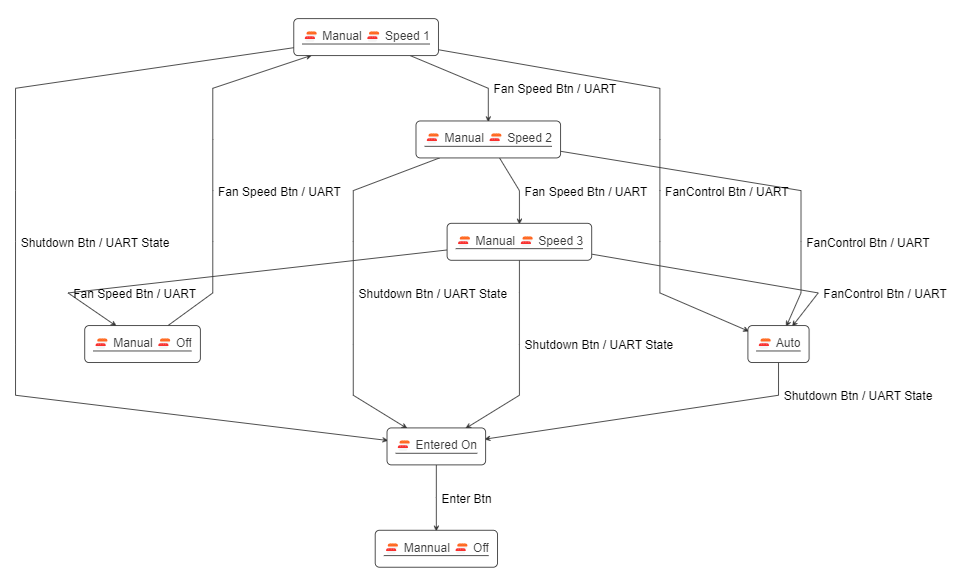 Manual Speed 1
Fan Speed Btn / UART
Manual Speed 2
Fan Speed Btn / UART
Fan Speed Btn / UART
FanControl Btn / UART
Shutdown Btn / UART State
Manual Speed 3
FanControl Btn / UART
Fan Speed Btn / UART
Shutdown Btn / UART State
FanControl Btn / UART
Manual Off
Shutdown Btn / UART State
Auto
Shutdown Btn / UART State
Entered On
Enter Btn
Mannual Off